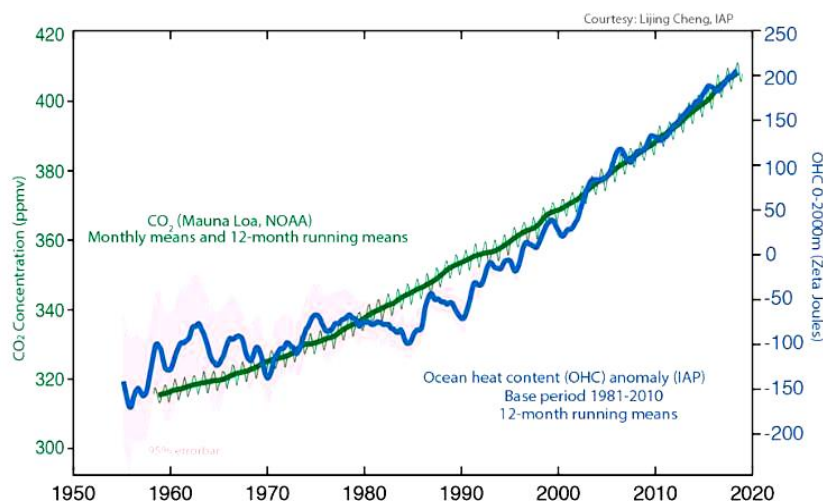 Courtesy: Lijing Cheng, IAP
420
400
380
360
340
320
300
CO₂ Concentration (ppmv)
250
200
150
100
50
0
-50
-100
-150
-200
OHC 0-2000m (Zeta Joules)
CO₂ (Mauna Loa, NOAA)
Monthly means and 12-month running means
Ocean heat content (OHC) anomaly (IAP)
Base period 1981-2010
12-month running means
95% errorbar
1950 1960 1970 1980 1990 2000 2010 2020